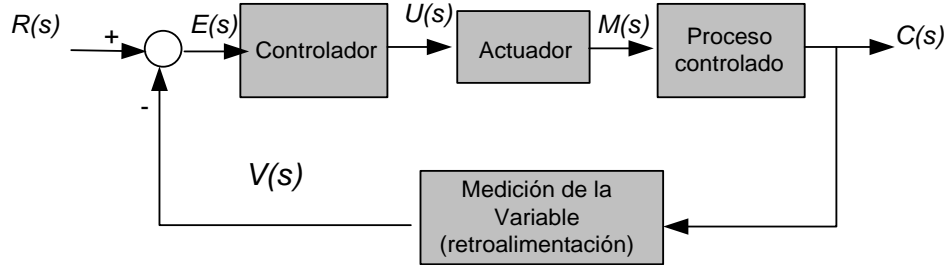 R(s)
+
-
E(s)
Controlador
U(s)
Actuador
M(s)
Proceso
controlado
C(s)
V(s)
Medición de la
Variable
(retroalimentación)